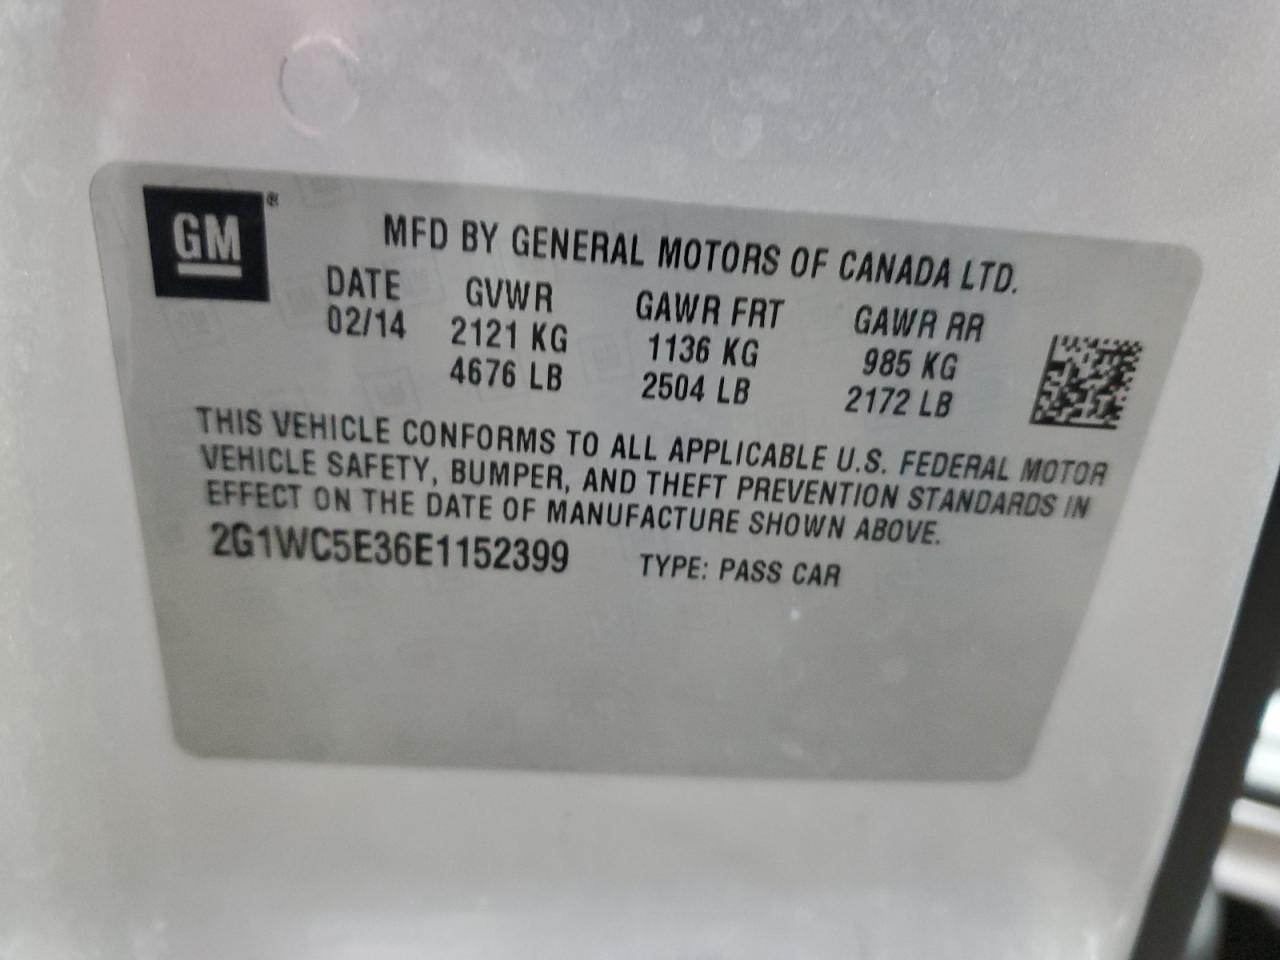 GM®
MFD BY GENERAL MOTORS OF CANADA LTD.
DATE GVWR GAWR FRT GAWR RR
02/14 2121 KG 1136 KG 985 KG
4676 LB 2504 LB 2172 LB
THIS VEHICLE CONFORMS TO ALL APPLICABLE U.S. FEDERAL MOTOR
VEHICLE SAFETY, BUMPER, AND THEFT PREVENTION STANDARDS IN
EFFECT ON THE DATE OF MANUFACTURE SHOWN ABOVE.
2G1WC5E36E1152399 TYPE: PASS CAR